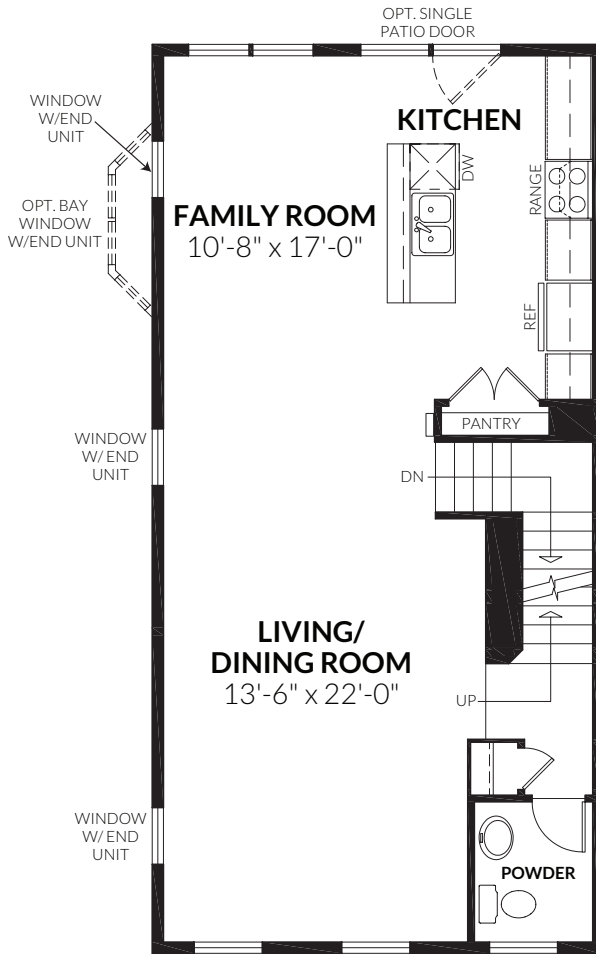 OPT. SINGLE
PATIO DOOR
WINDOW
W/END
UNIT
KITCHEN
DW
RANGE
OPT. BAY
WINDOW
W/END UNIT
FAMILY ROOM
10'-8" x 17'-0"
REF
PANTRY
WINDOW
W/ END
UNIT
DN
LIVING/
DINING ROOM
13'-6" x 22'-0"
UP
WINDOW
W/ END
UNIT
POWDER